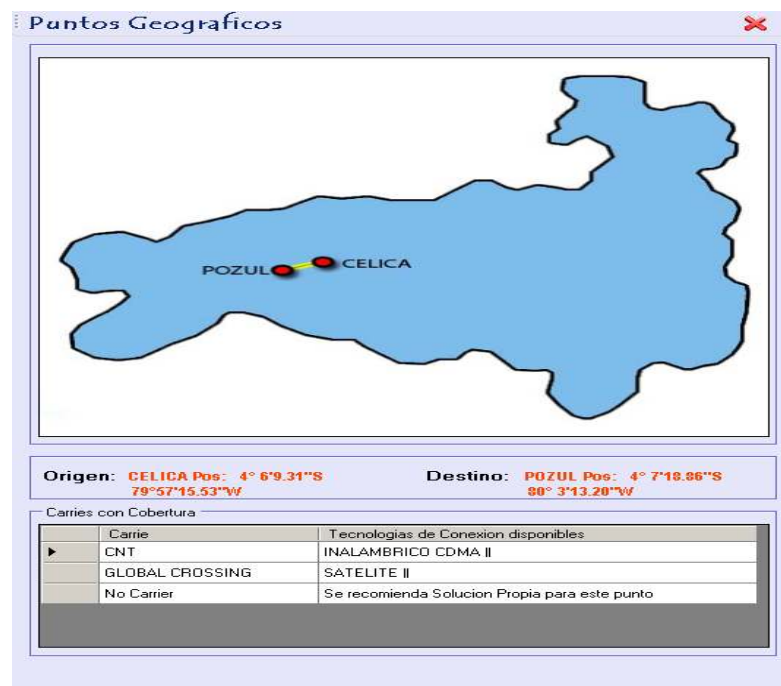 Puntos Geograficos
POZUL
CELICA
Origen: CELICA Pos: 4° 6'9.31''S
79°57'15.53''W
Destino: POZUL Pos: 4° 7'18.86''S
80° 3'13.20''W
Carries con Cobertura
Carrie Tecnologias de Conexion disponibles
CNT INALAMBRICO CDMA ||
GLOBAL CROSSING SATELITE ||
No Carrier Se recomienda Solucion Propia para este punto